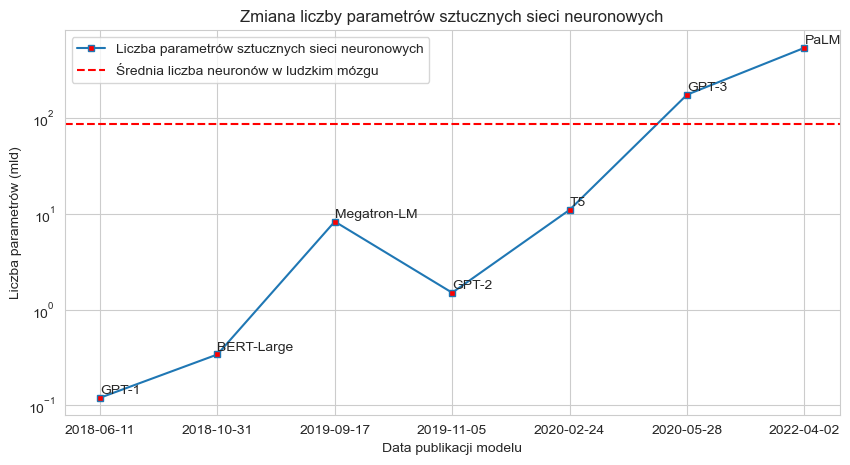 Zmiana liczby parametrów sztucznych sieci neuronowych
Liczba parametrów sztucznych sieci neuronowych
Średnia liczba neuronów w ludzkim mózgu
PaLM
GPT-3
10²
T5
Megatron-LM
10¹
GPT-2
10⁰
BERT-Large
GPT-1
10⁻¹
Liczba parametrów (mld)
2018-06-11 2018-10-31 2019-09-17 2019-11-05 2020-02-24 2020-05-28 2022-04-02
Data publikacji modelu